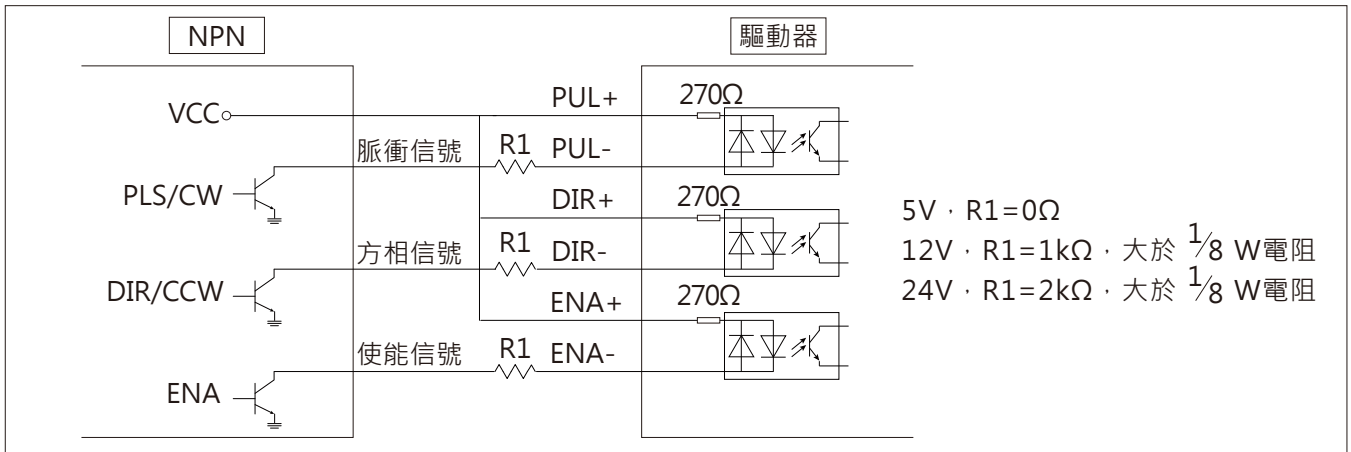 NPN
驅動器
VCC
PUL+
270Ω
脈衝信號
R1
PUL-
PLS/CW
DIR+
270Ω
方相信號
R1
DIR-
DIR/CCW
ENA+
270Ω
使能信號
R1
ENA-
ENA
5V，R1=0Ω
12V，R1=1kΩ，大於 1/8 W電阻
24V，R1=2kΩ，大於 1/8 W電阻